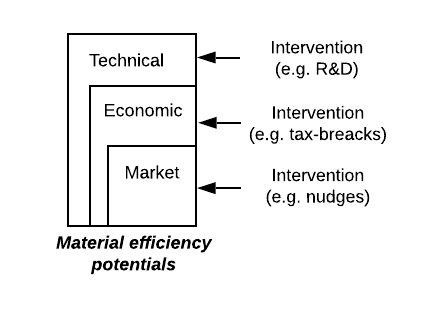 Technical
Intervention
(e.g. R&D)
Economic
Intervention
(e.g. tax-breacks)
Market
Intervention
(e.g. nudges)
Material efficiency
potentials